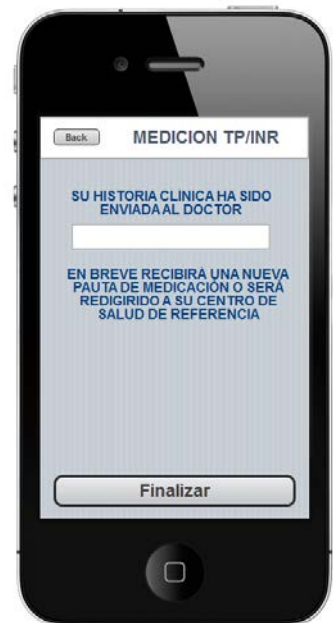 Back
MEDICION TP/INR
SU HISTORIA CLINICA HA SIDO
ENVIADA AL DOCTOR
EN BREVE RECIBIRÁ UNA NUEVA
PAUTA DE MEDICACIÓN O SERÁ
REDIGIRIDO A SU CENTRO DE
SALUD DE REFERENCIA
Finalizar